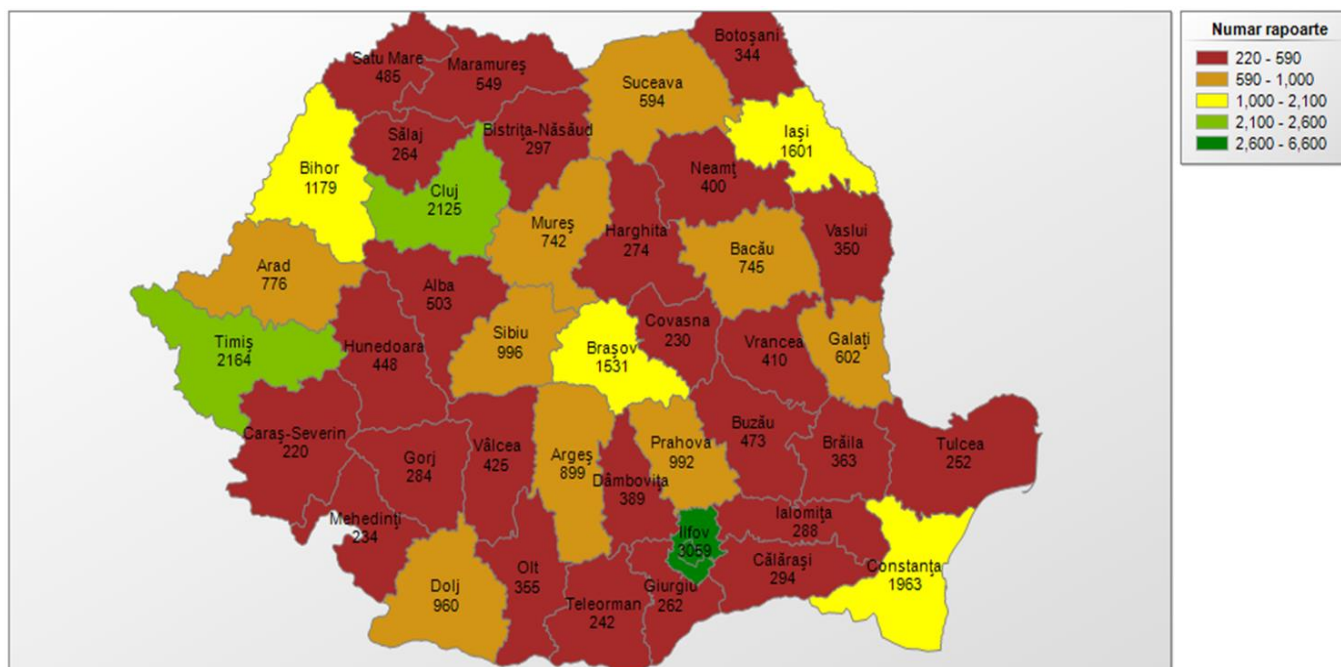 Numar rapoarte
220 - 590
590 - 1,000
1,000 - 2,100
2,100 - 2,600
2,600 - 6,600
Botoşani
344
Satu Mare
485
Maramureş
549
Suceava
594
Iaşi
1601
Sălaj
264
Bistriţa-Năsăud
297
Bihor
1179
Cluj
2125
Neamţ
400
Mureş
742
Harghita
274
Bacău
745
Vaslui
350
Arad
776
Alba
503
Timiş
2164
Hunedoara
448
Sibiu
996
Braşov
1531
Covasna
230
Vrancea
410
Galaţi
602
Caraş-Severin
220
Gorj
284
Vâlcea
425
Argeş
899
Dâmboviţa
389
Prahova
992
Buzău
473
Brăila
363
Tulcea
252
Mehedinţi
234
Ilfov
3059
Ialomiţa
288
Călăraşi
294
Constanţa
1963
Dolj
960
Olt
355
Teleorman
242
Giurgiu
262